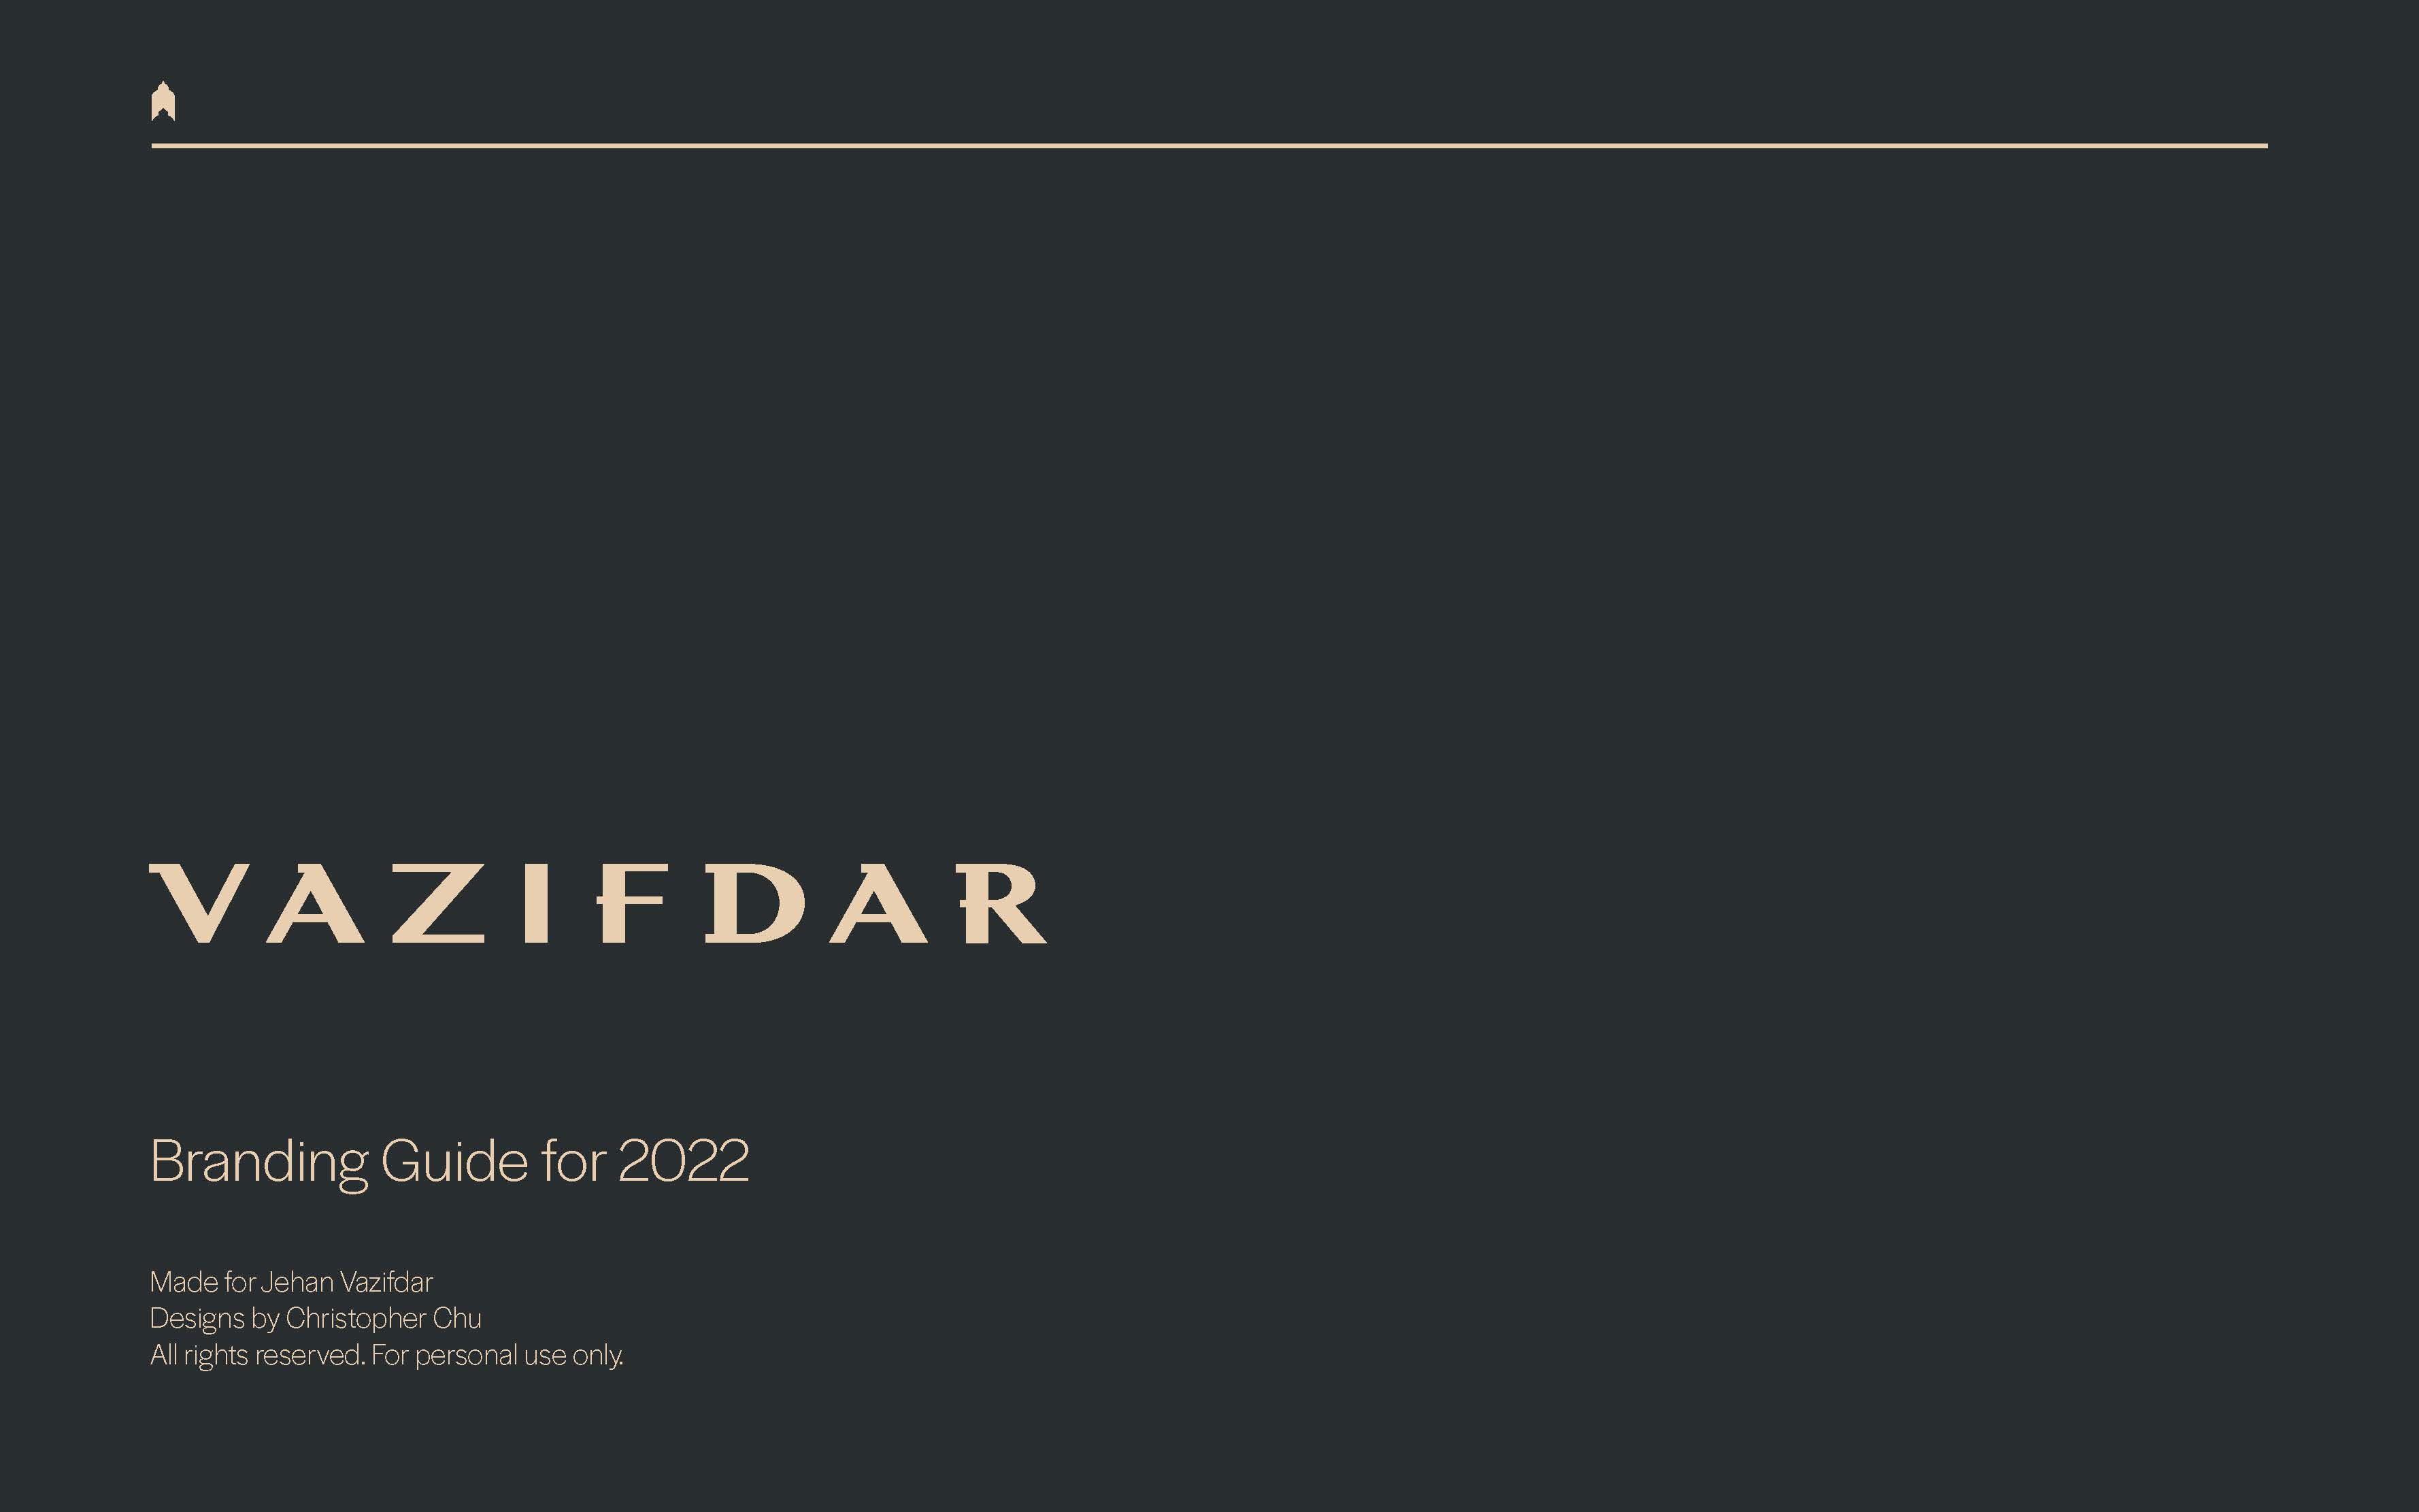 VAZIFDAR
Branding Guide for 2022
Made for Jehan Vazifdar
Designs by Christopher Chu
All rights reserved. For personal use only.